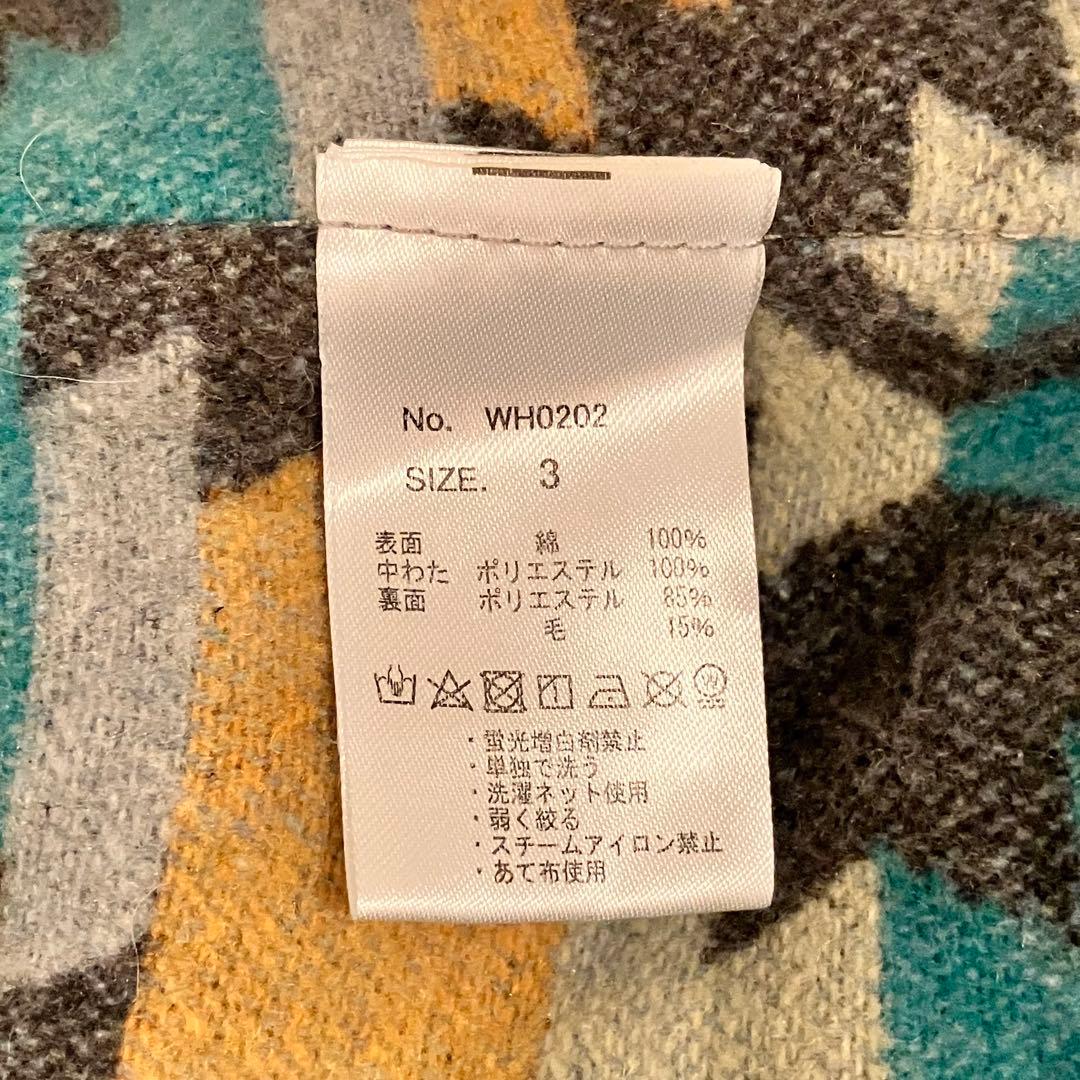 No. WH0202
SIZE. 3
表面 綿 100%
中わた ポリエステル 100%
裏面 ポリエステル 85%
毛 15%
・蛍光増白剤禁止
・単独で洗う
・洗濯ネット使用
・弱く絞る
・スチームアイロン禁止
・あて布使用